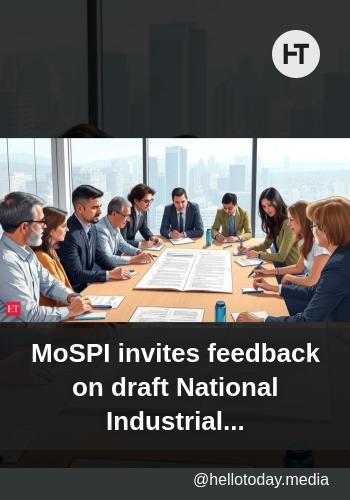 HT
ET
MoSPI invites feedback
on draft National
Industrial...
@hellotoday.media